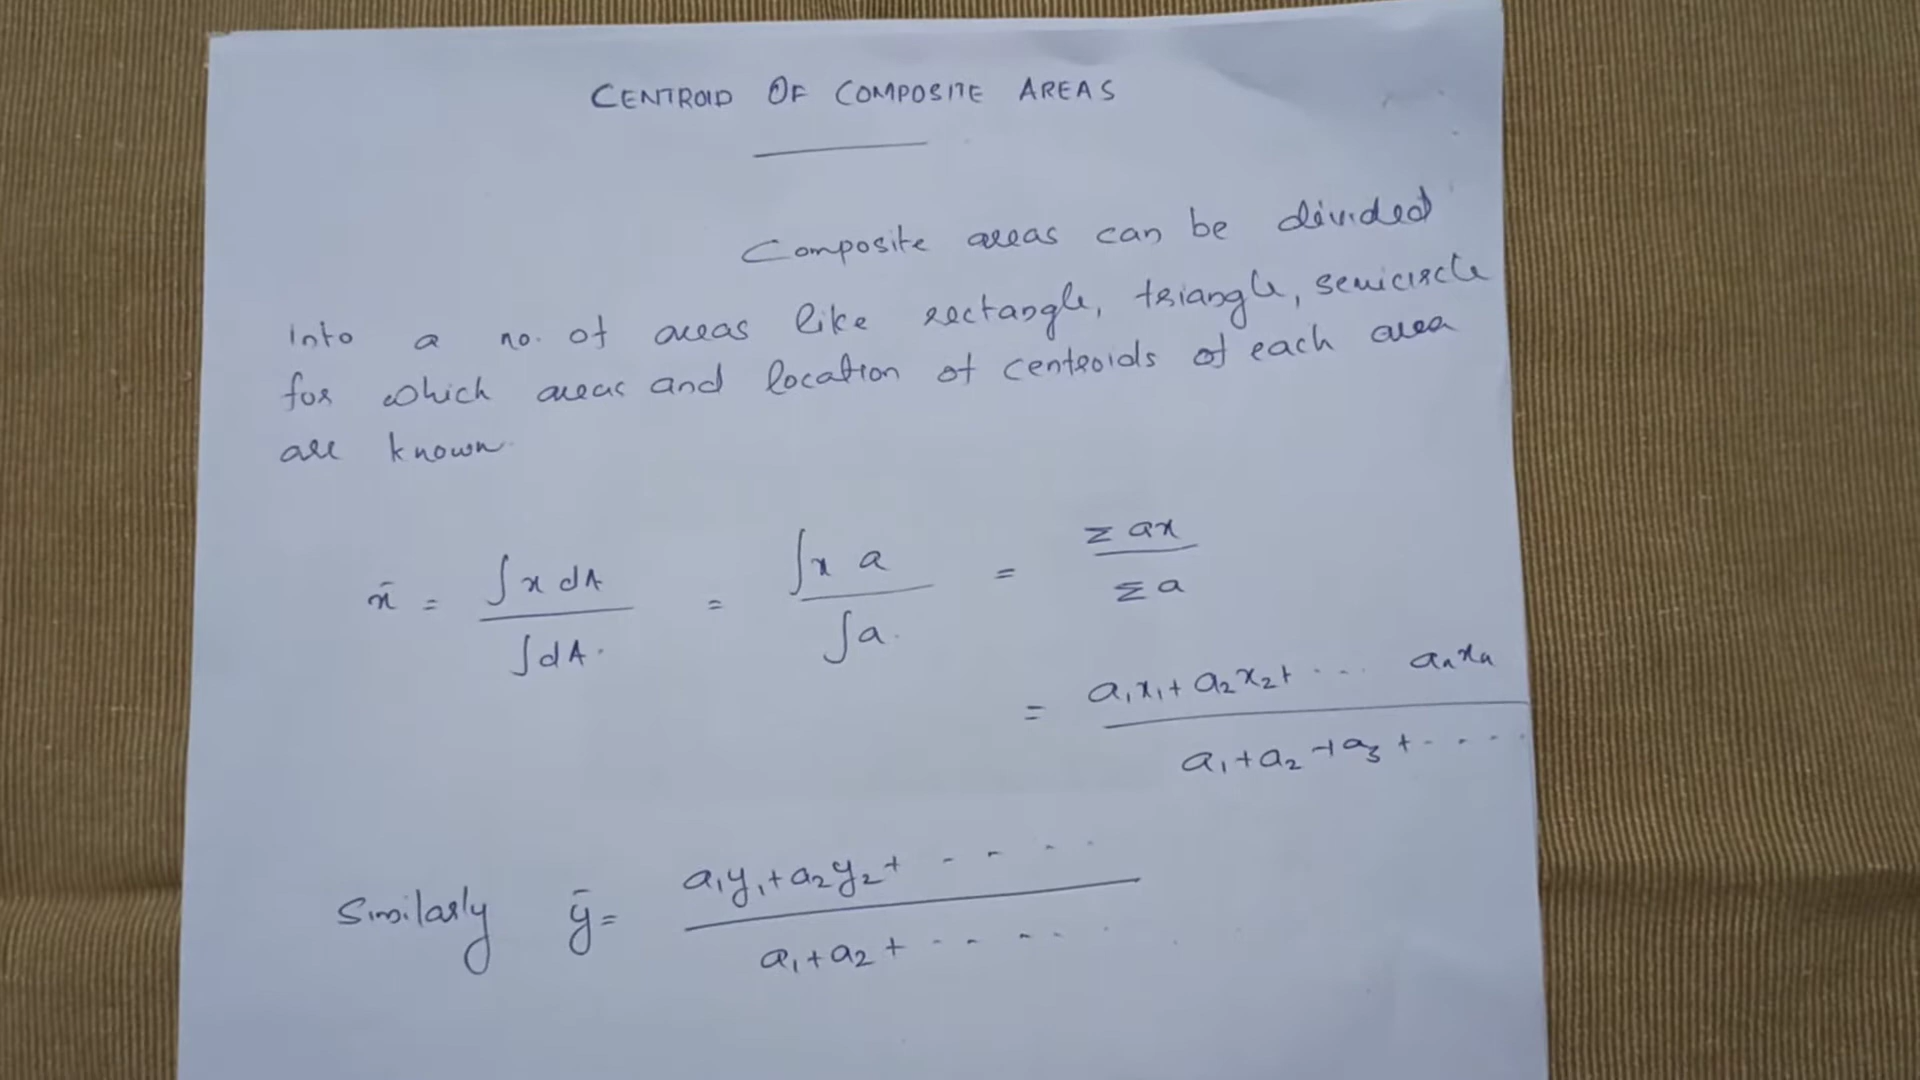 CENTROID OF COMPOSITE AREAS
Composite areas can be divided
into a no. of areas like rectangle, triangle, semicircle
for which areas and location of centroids of each area
are known.
x̄ = ∫x dA / ∫dA. = ∫x a / ∫a. = Σ ax / Σ a
= a₁x₁ + a₂x₂ + ... aₙxₙ / a₁ + a₂ + a₃ + ....
Similarly ȳ = a₁y₁ + a₂y₂ + .... / a₁ + a₂ + ....